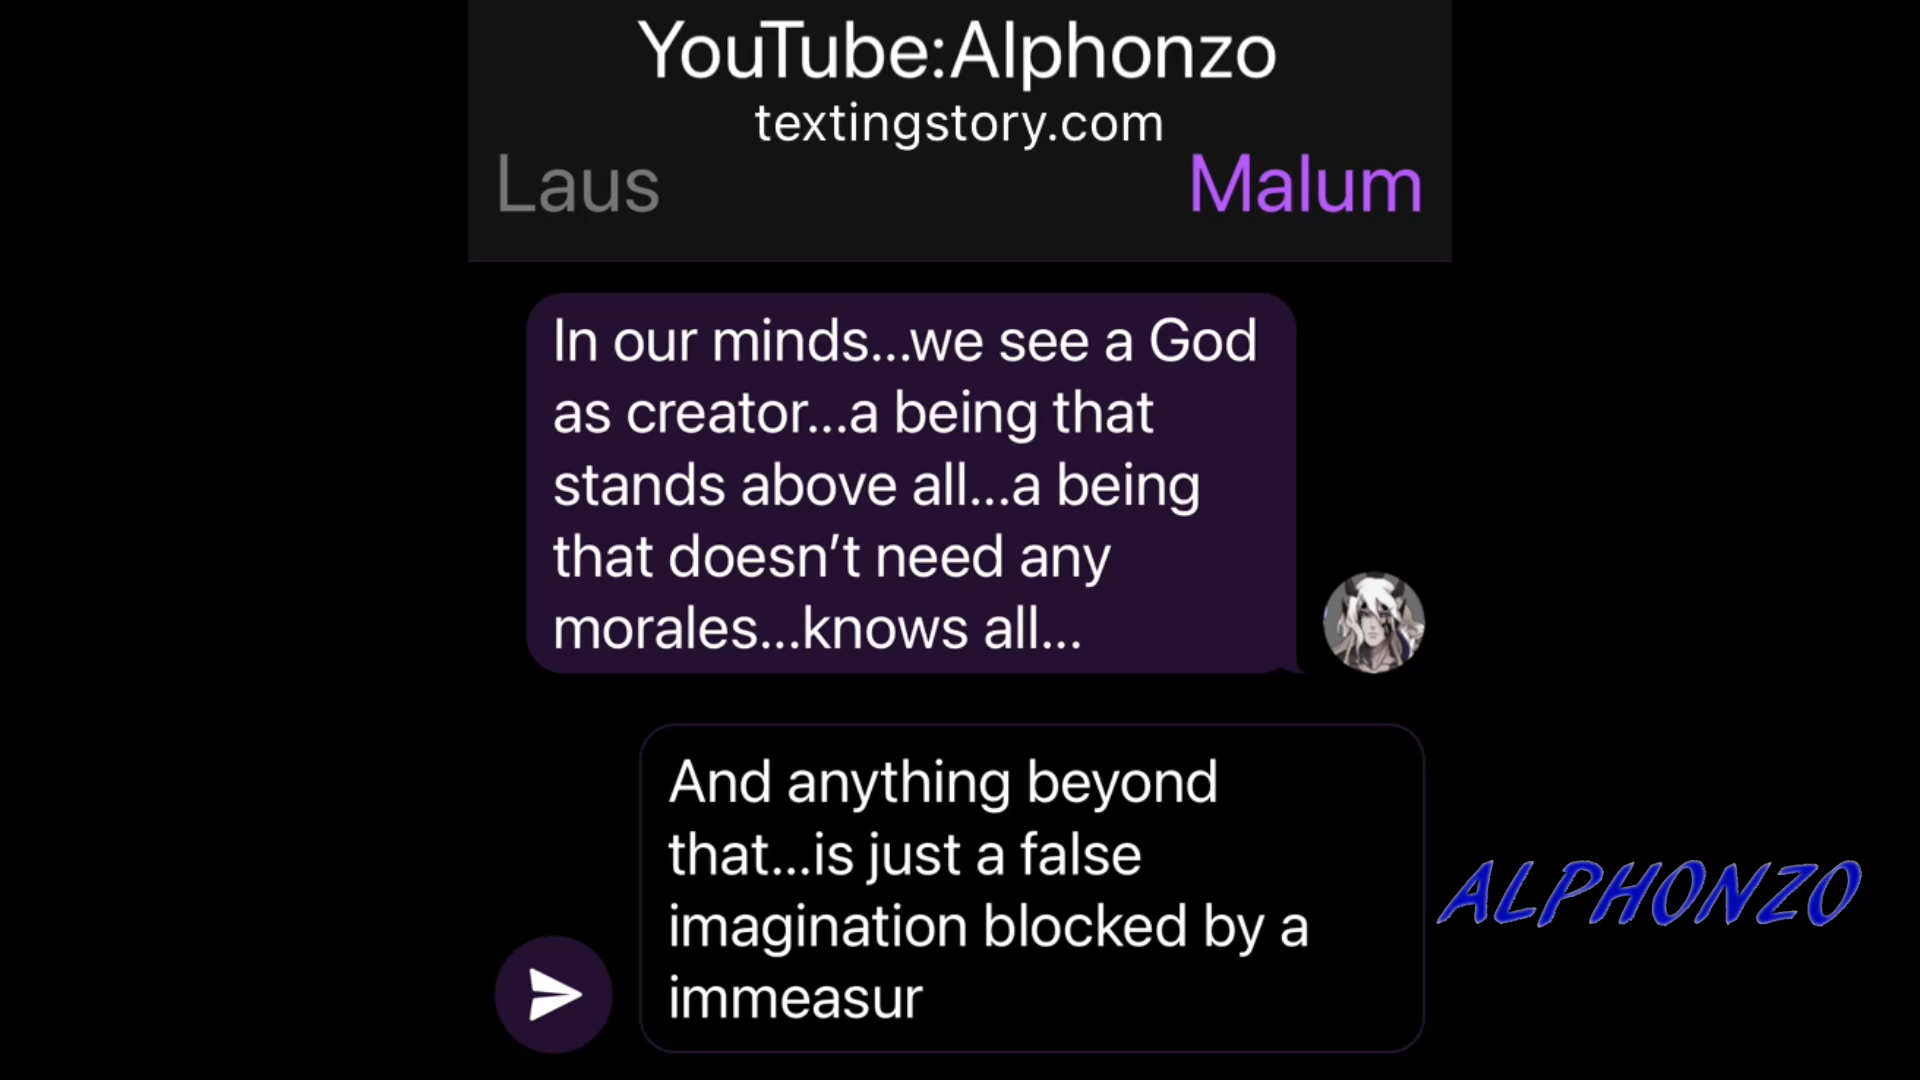 YouTube:Alphonzo
textingstory.com
Laus
Malum
In our minds...we see a God
as creator...a being that
stands above all...a being
that doesn’t need any
morales...knows all...
And anything beyond
that...is just a false
imagination blocked by a
immeasur
ALPHONZO